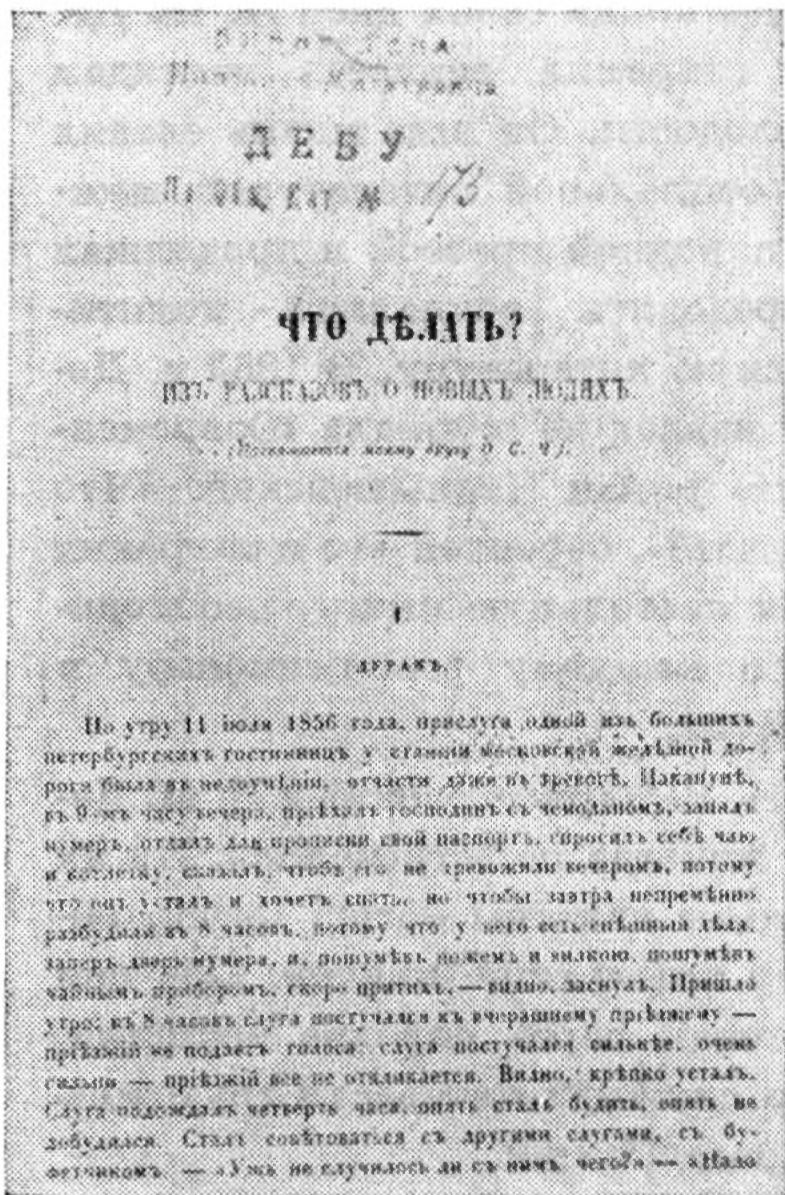 ДЕБУ
173
ЧТО ДѢЛАТЬ?
ИЗЪ РАЗСКАЗОВЪ О НОВЫХЪ ЛЮДЯХЪ.
(Посвящается моему другу О. С. Ч.).
I
ДУРАКЪ.
По утру 11 іюля 1856 года, прислуга одной изъ большихъ
петербургскихъ гостинницъ у станціи московской желѣзной до-
роги была въ недоумѣніи, отчасти даже въ тревогѣ. Наканунѣ,
въ 9-мъ часу вечера, пріѣхалъ господинъ съ чемоданомъ, занялъ
нумеръ, отдалъ для прописки свой паспортъ, спросилъ себѣ чаю
и котлетку, сказалъ, чтобъ его не тревожили вечеромъ, потому
что онъ усталъ и хочетъ спать, но чтобы завтра непремѣнно
разбудили въ 8 часовъ, потому что у него есть спѣшныя дѣла,
заперъ дверь нумера, и, пошумѣвъ ножемъ и вилкою, пошумѣвъ
чайнымъ приборомъ, скоро притихъ,—видно, заснулъ. Пришло
утро; въ 8 часовъ слуга постучался къ вчерашнему пріѣзжему —
пріѣзжій не подаетъ голоса; слуга постучался сильнѣе, очень
сильно — пріѣзжій все не откликается. Видно, крѣпко усталъ.
Слуга подождалъ четверть часа, опять сталъ будить, опять не
добудился. Сталъ совѣтоваться съ другими слугами, съ бу-
фетчикомъ. — «Ужъ не случилось ли съ нимъ чего?» — «Надо